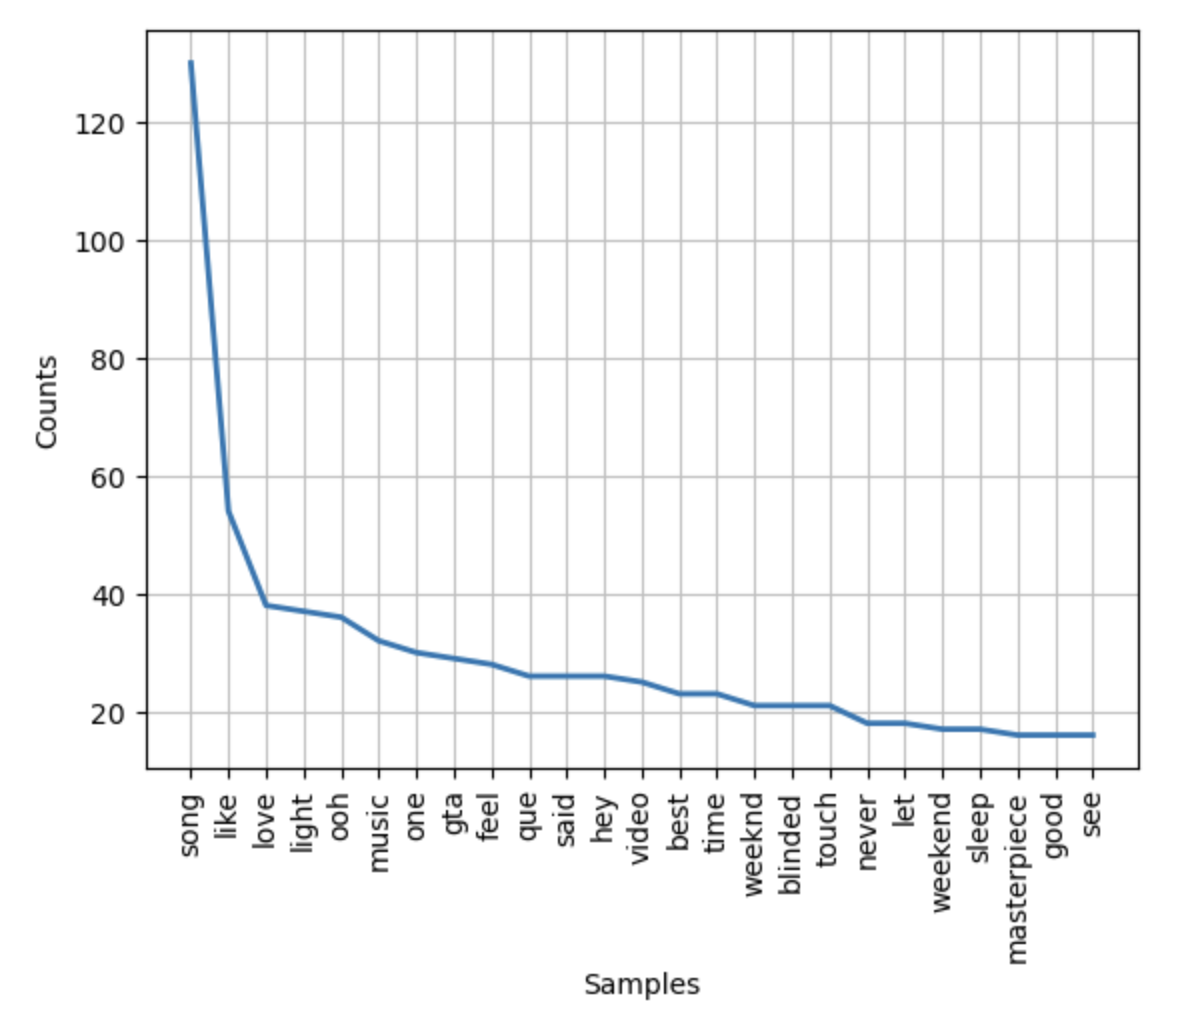 120
100
80
60
40
20
Counts
song
like
love
light
ooh
music
one
gta
feel
que
said
hey
video
best
time
weeknd
blinded
touch
never
let
weekend
sleep
masterpiece
good
see
Samples